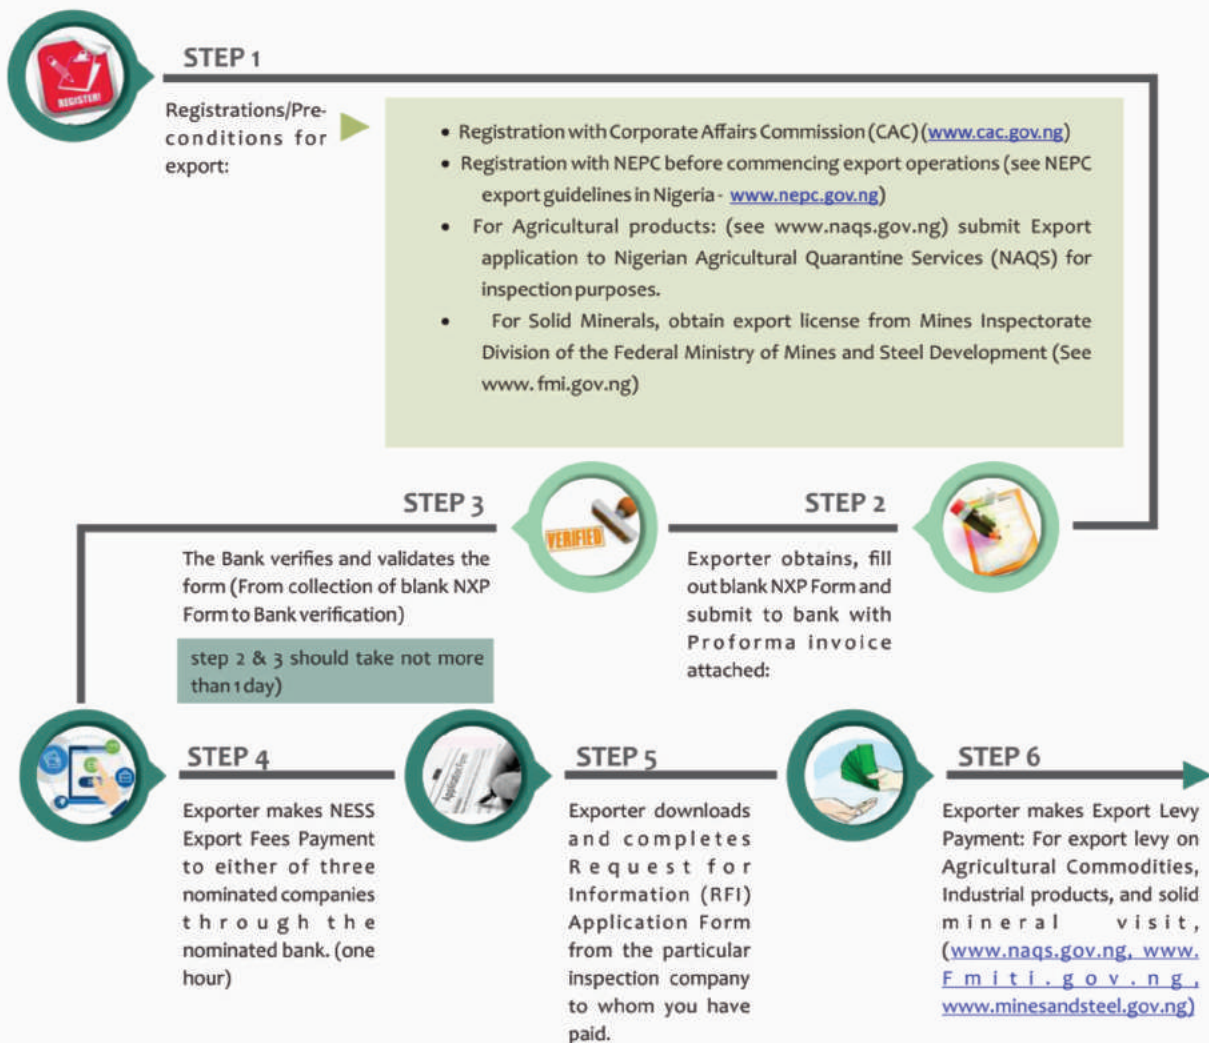 REGISTER!
STEP 1
Registrations/Pre-
conditions for
export:
• Registration with Corporate Affairs Commission (CAC) (www.cac.gov.ng)
• Registration with NEPC before commencing export operations (see NEPC
export guidelines in Nigeria - www.nepc.gov.ng)
• For Agricultural products: (see www.naqs.gov.ng) submit Export
application to Nigerian Agricultural Quarantine Services (NAQS) for
inspection purposes.
• For Solid Minerals, obtain export license from Mines Inspectorate
Division of the Federal Ministry of Mines and Steel Development (See
www. fmi.gov.ng)
STEP 2
Exporter obtains, fill
out blank NXP Form and
submit to bank with
Proforma invoice
attached:
STEP 3
VERIFIED
The Bank verifies and validates the
form (From collection of blank NXP
Form to Bank verification)
step 2 & 3 should take not more
than 1 day)
STEP 4
Exporter makes NESS
Export Fees Payment
to either of three
nominated companies
through the
nominated bank. (one
hour)
Application Form
STEP 5
Exporter downloads
and completes
Request for
Information (RFI)
Application Form
from the particular
inspection company
to whom you have
paid.
STEP 6
Exporter makes Export Levy
Payment: For export levy on
Agricultural Commodities,
Industrial products, and solid
mineral visit,
(www.naqs.gov.ng, www.
Fmiti.gov.ng,
www.minesandsteel.gov.ng)